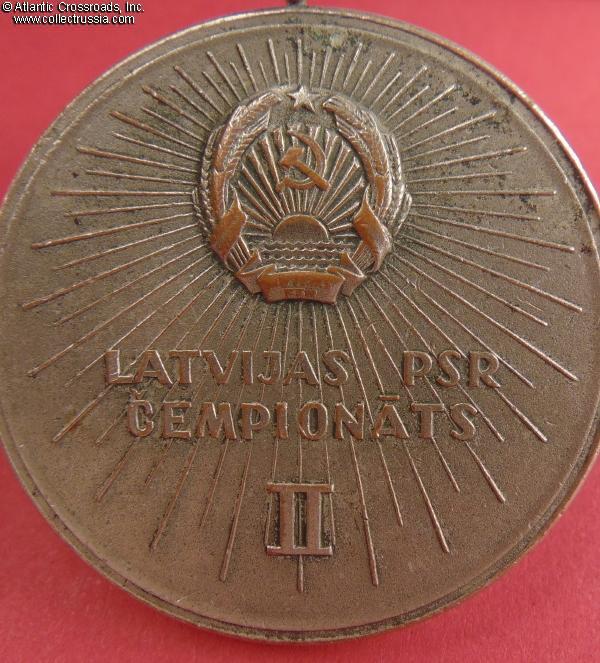 © Atlantic Crossroads, Inc.
www.collectrussia.com
LATVIJAS PSR
ČEMPIONĀTS
II